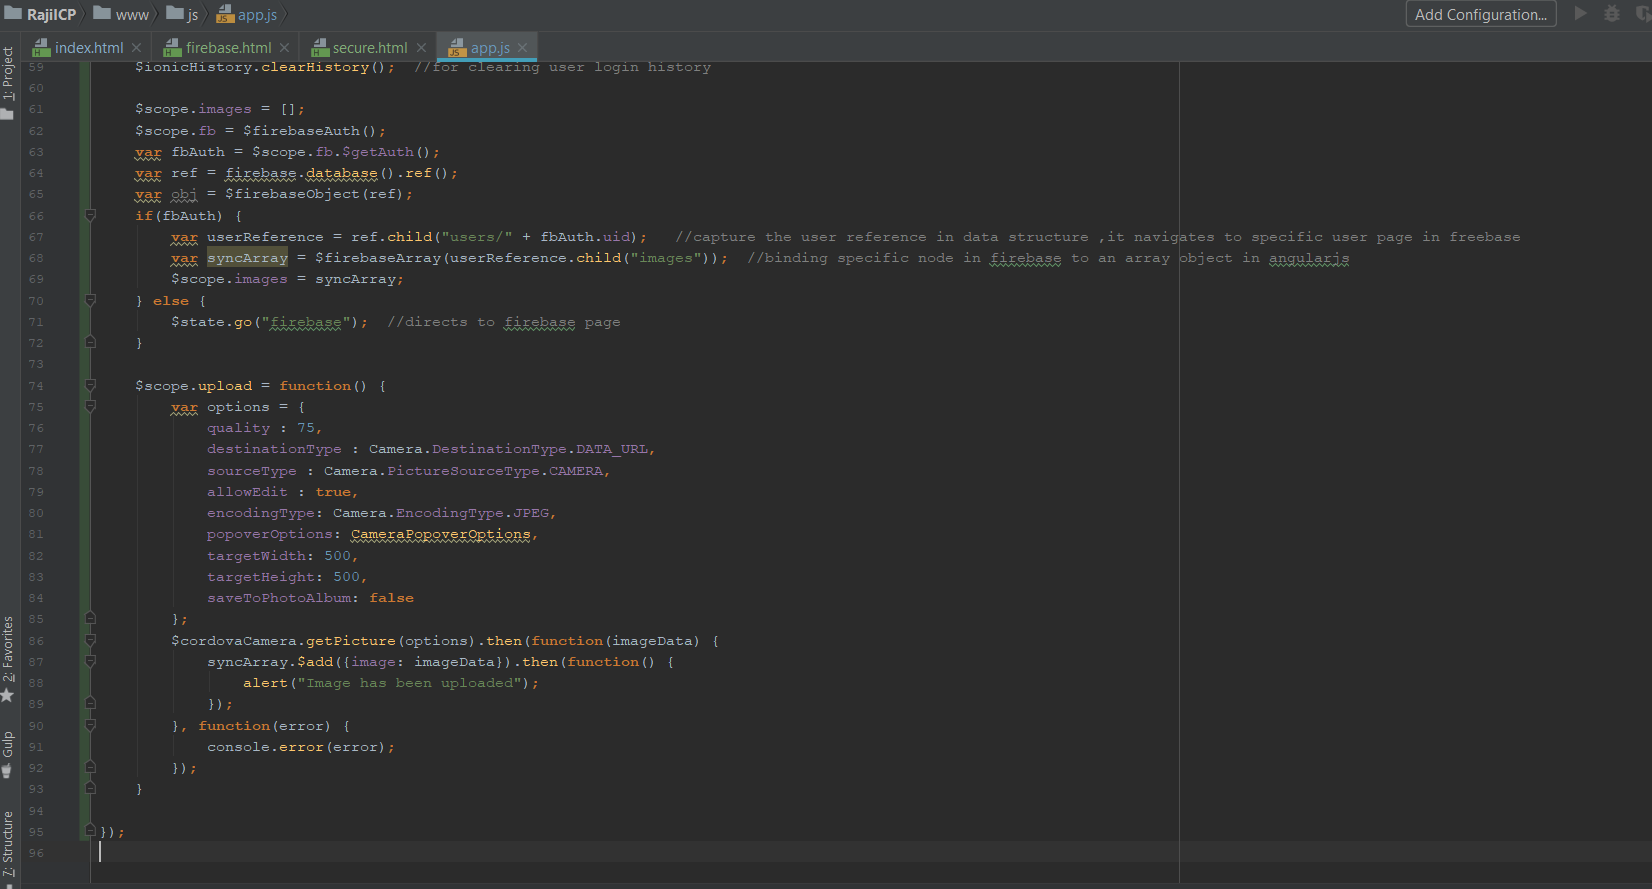 RajiICP www js app.js Add Configuration...
index.html firebase.html secure.html app.js
1: Project
2: Favorites
Gulp
7: Structure
59 $ionicHistory.clearHistory(); //for clearing user login history
60
61 $scope.images = [];
62 $scope.fb = $firebaseAuth();
63 var fbAuth = $scope.fb.$getAuth();
64 var ref = firebase.database().ref();
65 var obj = $firebaseObject(ref);
66 if(fbAuth) {
67 var userReference = ref.child("users/" + fbAuth.uid); //capture the user reference in data structure ,it navigates to specific user page in freebase
68 var syncArray = $firebaseArray(userReference.child("images")); //binding specific node in firebase to an array object in angularjs
69 $scope.images = syncArray;
70 } else {
71 $state.go("firebase"); //directs to firebase page
72 }
73
74 $scope.upload = function() {
75 var options = {
76 quality : 75,
77 destinationType : Camera.DestinationType.DATA_URL,
78 sourceType : Camera.PictureSourceType.CAMERA,
79 allowEdit : true,
80 encodingType: Camera.EncodingType.JPEG,
81 popoverOptions: CameraPopoverOptions,
82 targetWidth: 500,
83 targetHeight: 500,
84 saveToPhotoAlbum: false
85 };
86 $cordovaCamera.getPicture(options).then(function(imageData) {
87 syncArray.$add({image: imageData}).then(function() {
88 alert("Image has been uploaded");
89 });
90 }, function(error) {
91 console.error(error);
92 });
93 }
94
95 });
96